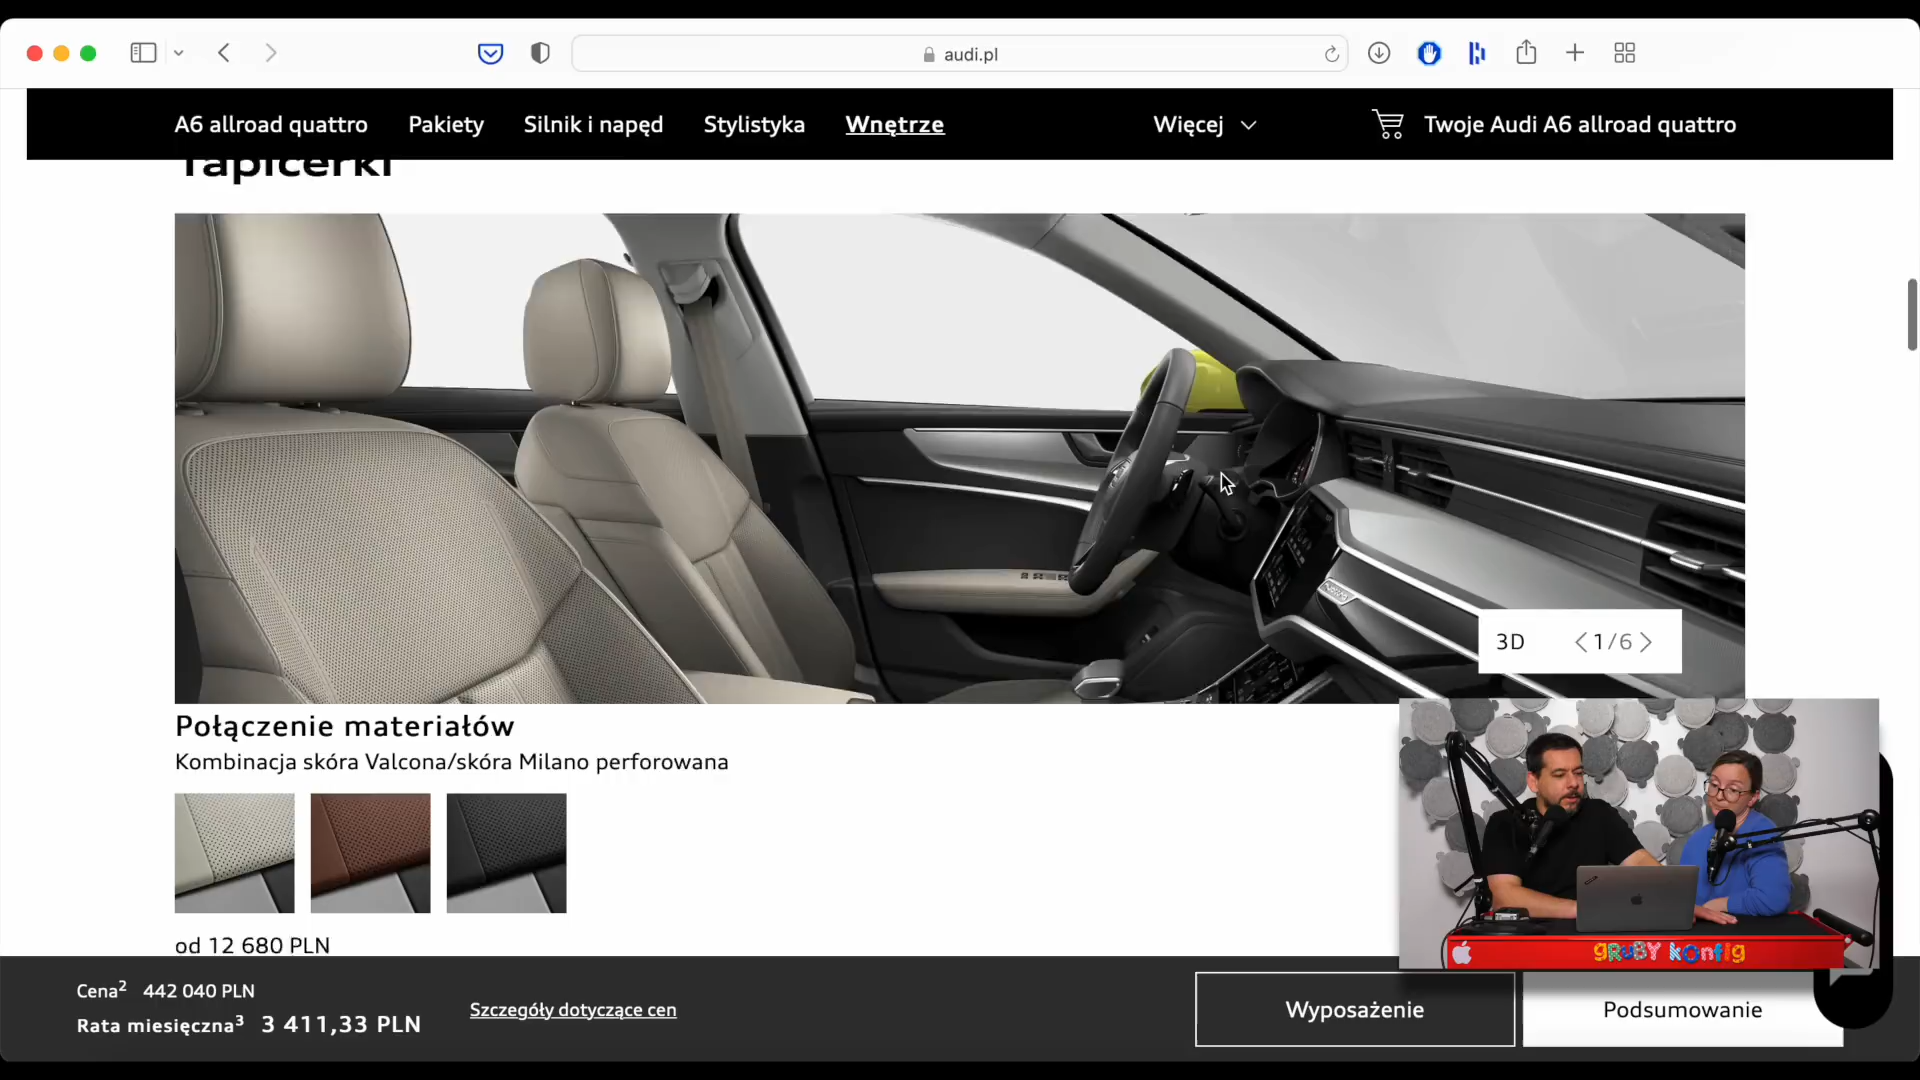 audi.pl
A6 allroad quattro
Pakiety
Silnik i napęd
Stylistyka
Wnętrze
Więcej
Twoje Audi A6 allroad quattro
Tapicerki
3D
1/6
Połączenie materiałów
Kombinacja skóra Valcona/skóra Milano perforowana
od 12 680 PLN
GRuBY KOnfig
Cena2 442 040 PLN
Rata miesięczna3 3 411,33 PLN
Szczegóły dotyczące cen
Wyposażenie
Podsumowanie